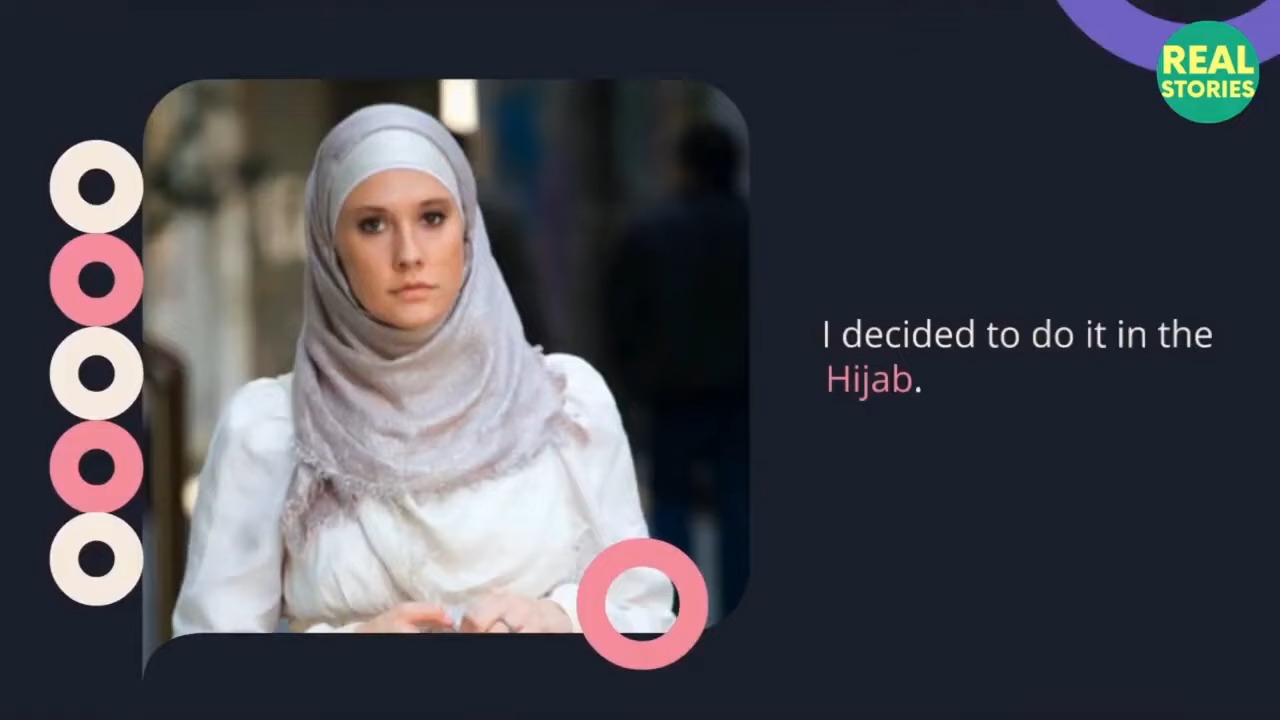 REAL
STORIES
I decided to do it in the
Hijab.